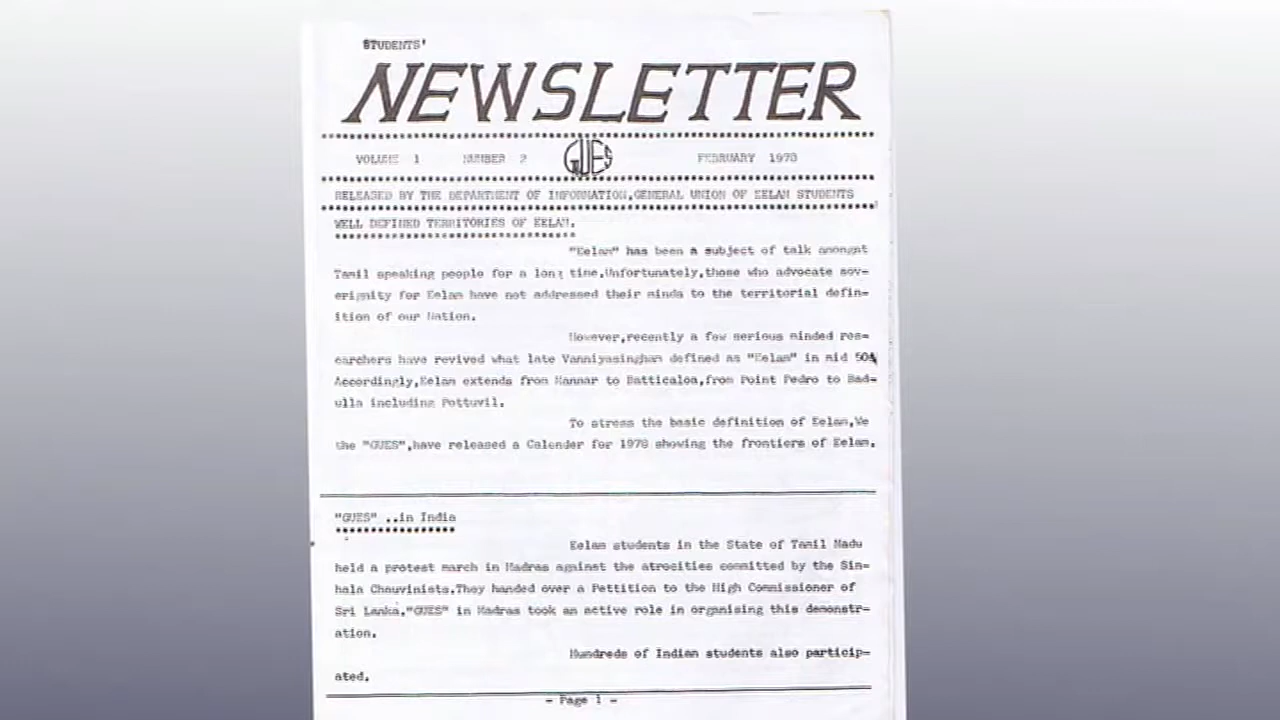 STUDENTS'
NEWSLETTER
VOLUME 1 NUMBER 2 GUES FEBRUARY 1978
RELEASED BY THE DEPARTMENT OF INFORMATION,GENERAL UNION OF EELAM STUDENTS
WELL DEFINED TERRITORIES OF EELAM.
"Eelam" has been a subject of talk amongst
Tamil speaking people for a long time,Unfortunately,those who advocate sov-
erignity for Eelam have not addressed their minds to the territorial defin-
ition of our Nation.
However,recently a few serious minded res-
earchers have revived what late Vanniyasingham defined as "Eelam" in mid 50s
Accordingly,Eelam extends from Mannar to Batticaloa,from Point Pedro to Bad-
ulla including Pottuvil.
To stress the basic definition of Eelam,We
the "GUES",have released a Calender for 1978 showing the frontiers of Eelam.
"GUES" ..in India
Eelam students in the State of Tamil Nadu
held a protest march in Madras against the atrocities committed by the Sin-
hala Chauvinists.They handed over a Pettition to the High Commissioner of
Sri Lanka."GUES" in Madras took an active role in organising this demonstr-
ation.
Hundreds of Indian students also particip-
ated.
- Page 1 -